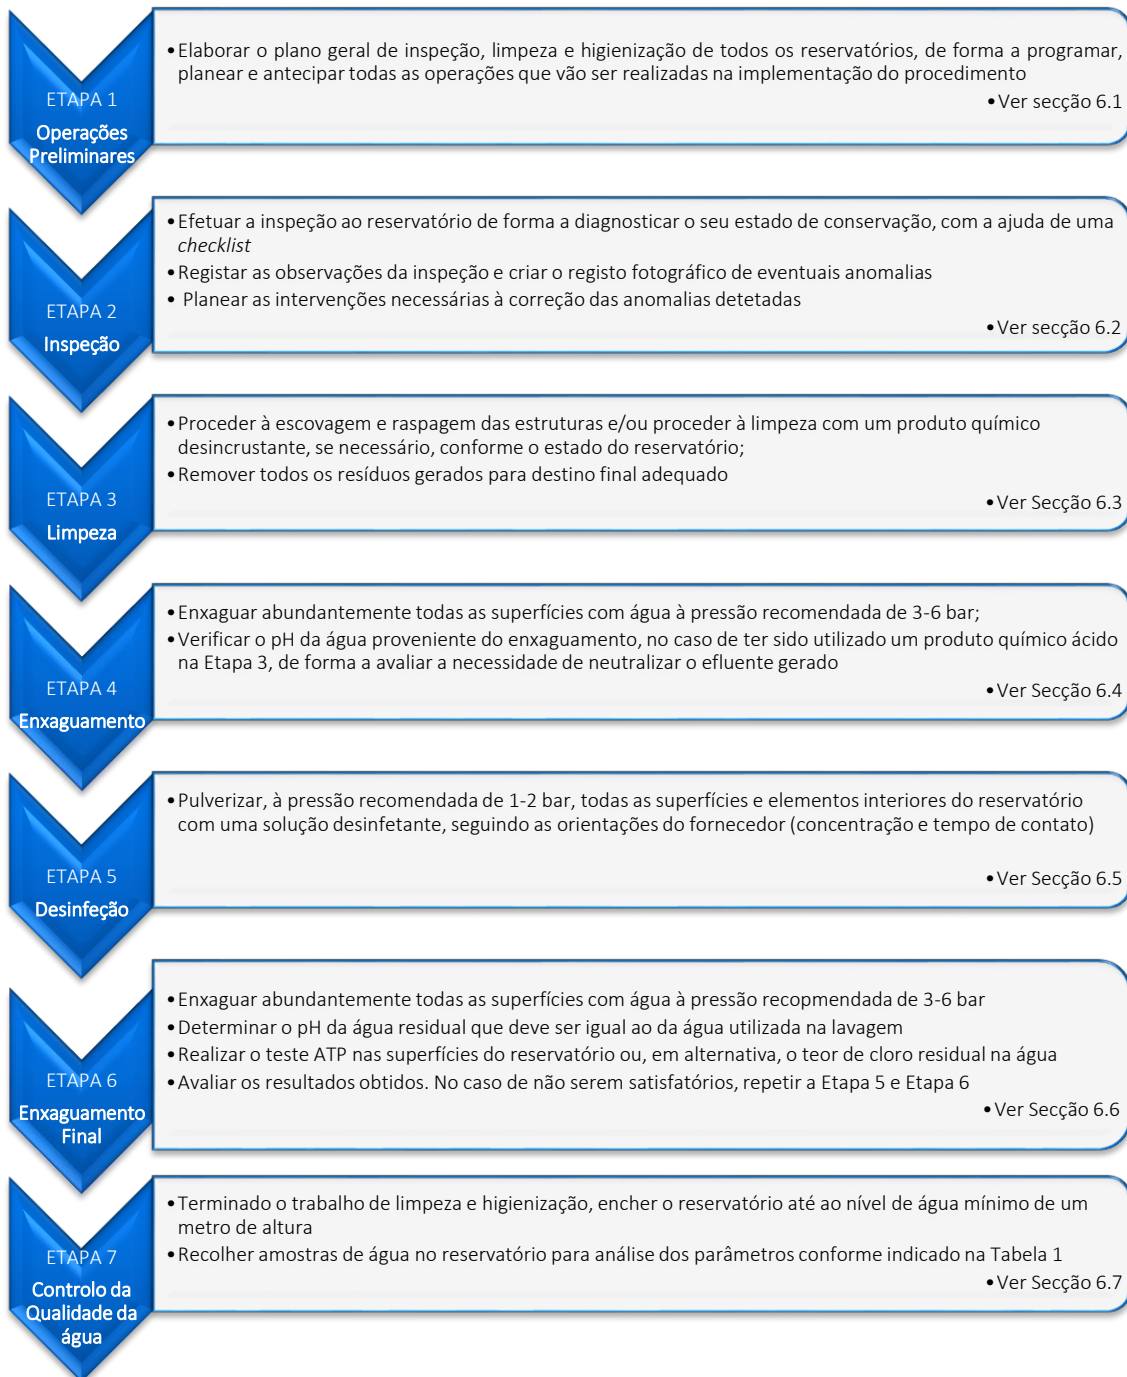 ETAPA 1
Operações
Preliminares
•Elaborar o plano geral de inspeção, limpeza e higienização de todos os reservatórios, de forma a programar,
planear e antecipar todas as operações que vão ser realizadas na implementação do procedimento
•Ver secção 6.1
ETAPA 2
Inspeção
•Efetuar a inspeção ao reservatório de forma a diagnosticar o seu estado de conservação, com a ajuda de uma
checklist
•Registar as observações da inspeção e criar o registo fotográfico de eventuais anomalias
• Planear as intervenções necessárias à correção das anomalias detetadas
•Ver secção 6.2
ETAPA 3
Limpeza
•Proceder à escovagem e raspagem das estruturas e/ou proceder à limpeza com um produto químico
desincrustante, se necessário, conforme o estado do reservatório;
•Remover todos os resíduos gerados para destino final adequado
•Ver Secção 6.3
ETAPA 4
Enxaguamento
•Enxaguar abundantemente todas as superfícies com água à pressão recomendada de 3-6 bar;
•Verificar o pH da água proveniente do enxaguamento, no caso de ter sido utilizado um produto químico ácido
na Etapa 3, de forma a avaliar a necessidade de neutralizar o efluente gerado
•Ver Secção 6.4
ETAPA 5
Desinfeção
•Pulverizar, à pressão recomendada de 1-2 bar, todas as superfícies e elementos interiores do reservatório
com uma solução desinfetante, seguindo as orientações do fornecedor (concentração e tempo de contato)
•Ver Secção 6.5
ETAPA 6
Enxaguamento
Final
•Enxaguar abundantemente todas as superfícies com água à pressão recopmendada de 3-6 bar
•Determinar o pH da água residual que deve ser igual ao da água utilizada na lavagem
•Realizar o teste ATP nas superfícies do reservatório ou, em alternativa, o teor de cloro residual na água
•Avaliar os resultados obtidos. No caso de não serem satisfatórios, repetir a Etapa 5 e Etapa 6
•Ver Secção 6.6
ETAPA 7
Controlo da
Qualidade da
água
•Terminado o trabalho de limpeza e higienização, encher o reservatório até ao nível de água mínimo de um
metro de altura
•Recolher amostras de água no reservatório para análise dos parâmetros conforme indicado na Tabela 1
•Ver Secção 6.7